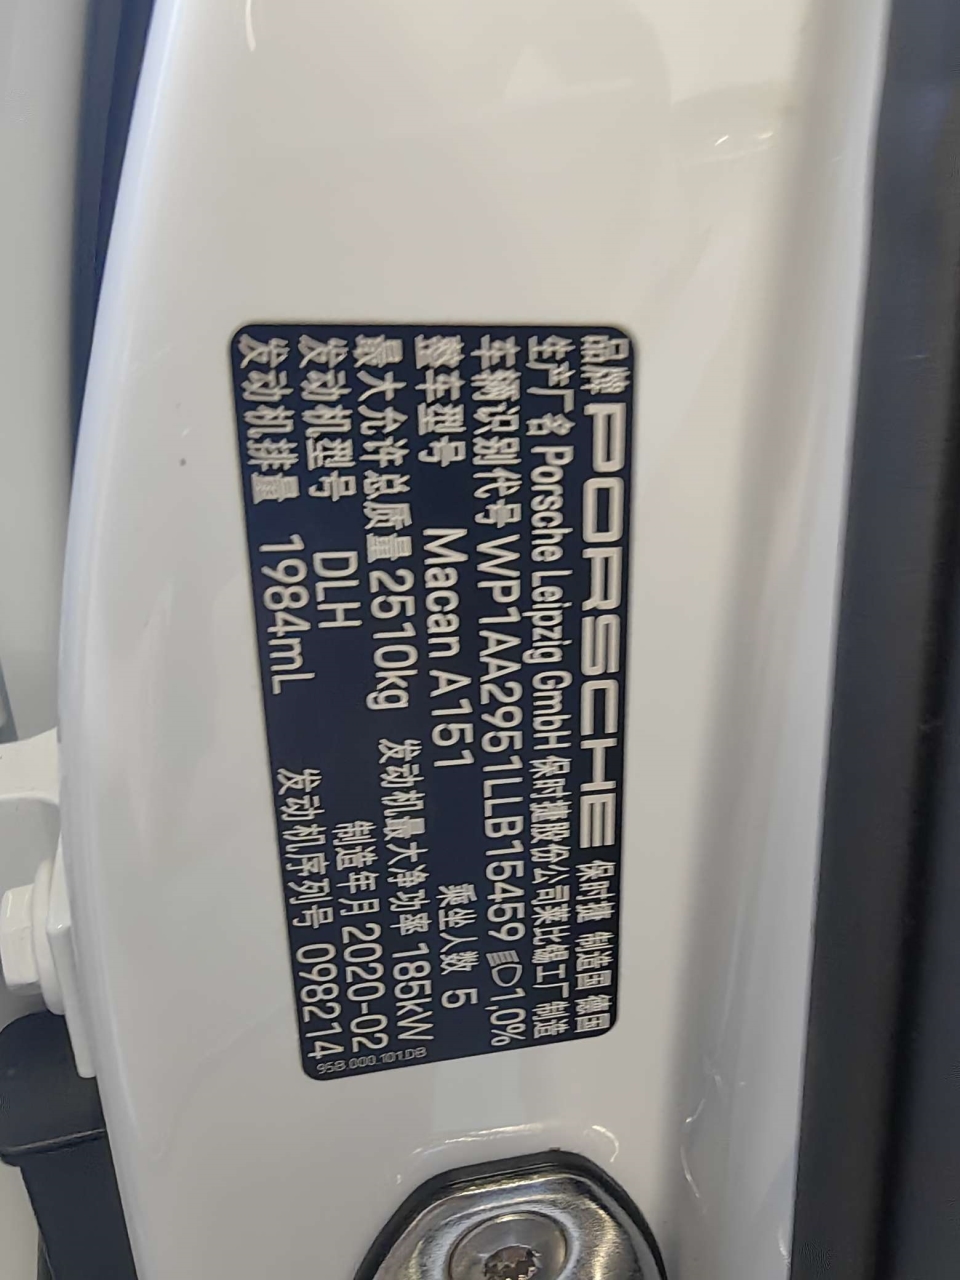 品牌 PORSCHE 保时捷 制造国 德国
生产厂名 Porsche Leipzig GmbH 保时捷股份公司莱比锡工厂 制造
车辆识别代号 WP1AA2951LLB15459 1,0%
整车型号 Macan A151 乘坐人数 5
最大允许总质量 2510kg 发动机最大净功率 185kW
发动机型号 DLH 制造年月 2020-02
发动机排量 1984mL 发动机序列号 098214
95B.000.101.DB